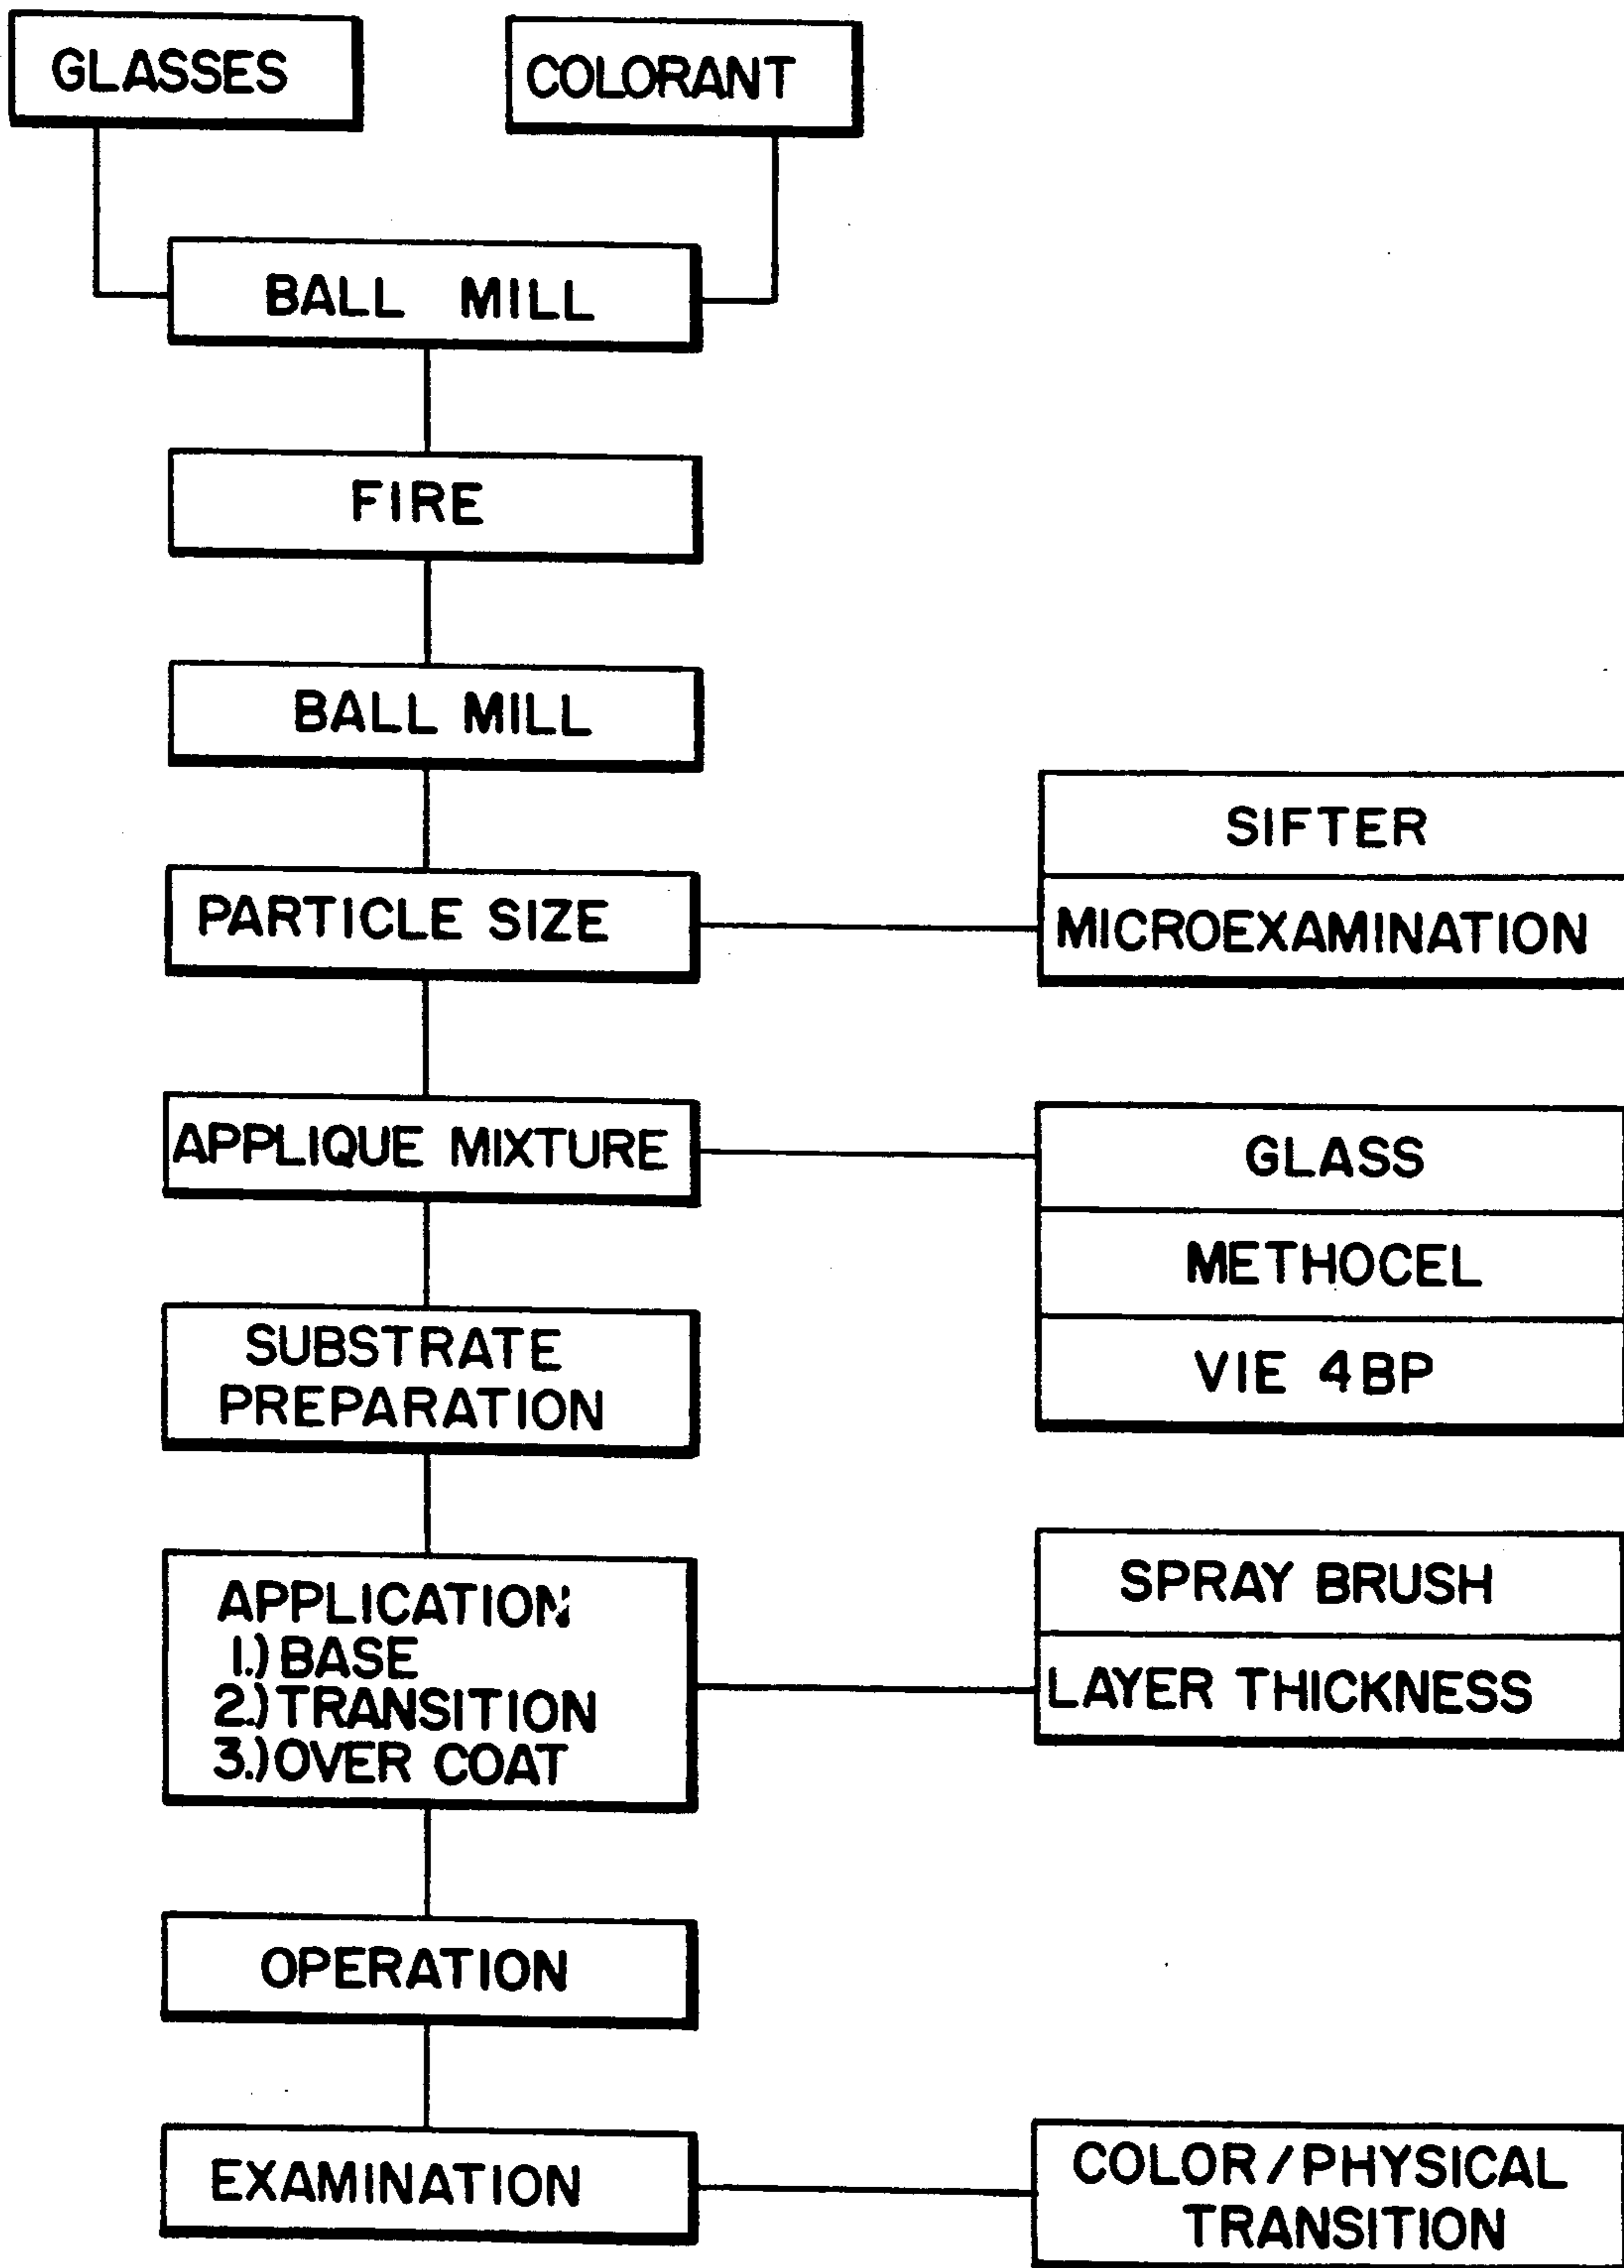 GLASSES
COLORANT
BALL MILL
FIRE
BALL MILL
PARTICLE SIZE
SIFTER
MICROEXAMINATION
APPLIQUE MIXTURE
GLASS
METHOCEL
VIE 4BP
SUBSTRATE
PREPARATION
APPLICATION
1.) BASE
2.) TRANSITION
3.) OVER COAT
SPRAY BRUSH
LAYER THICKNESS
OPERATION
EXAMINATION
COLOR/PHYSICAL
TRANSITION